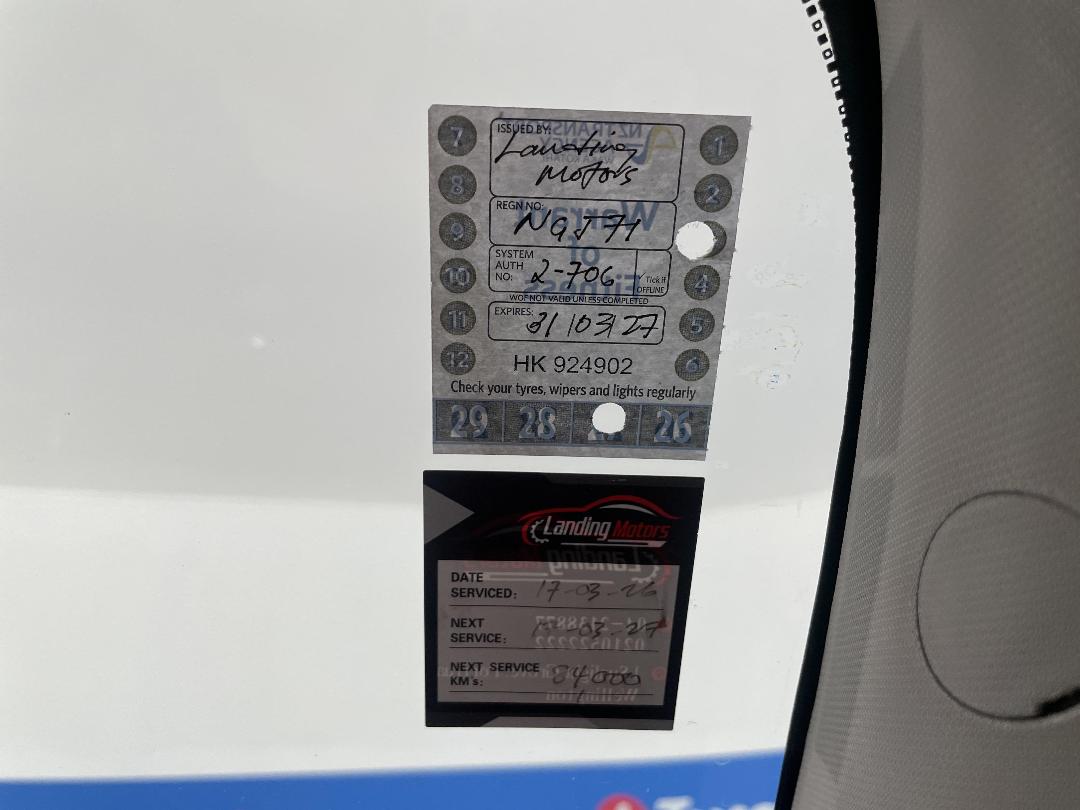 ISSUED BY:
Landing
Motors
REGN NO:
NGJ71
SYSTEM
AUTH
NO: 2-706
Tick if
OFFLINE
WOF NOT VALID UNLESS COMPLETED
EXPIRES: 31/03/27
HK 924902
Check your tyres, wipers and lights regularly
7 1
8 2
9
10 4
11 5
12 6
29 28 26
Landing Motors
DATE
SERVICED: 17-03-26
NEXT
SERVICE: 03-27
NEXT SERVICE
KM's: 84,000